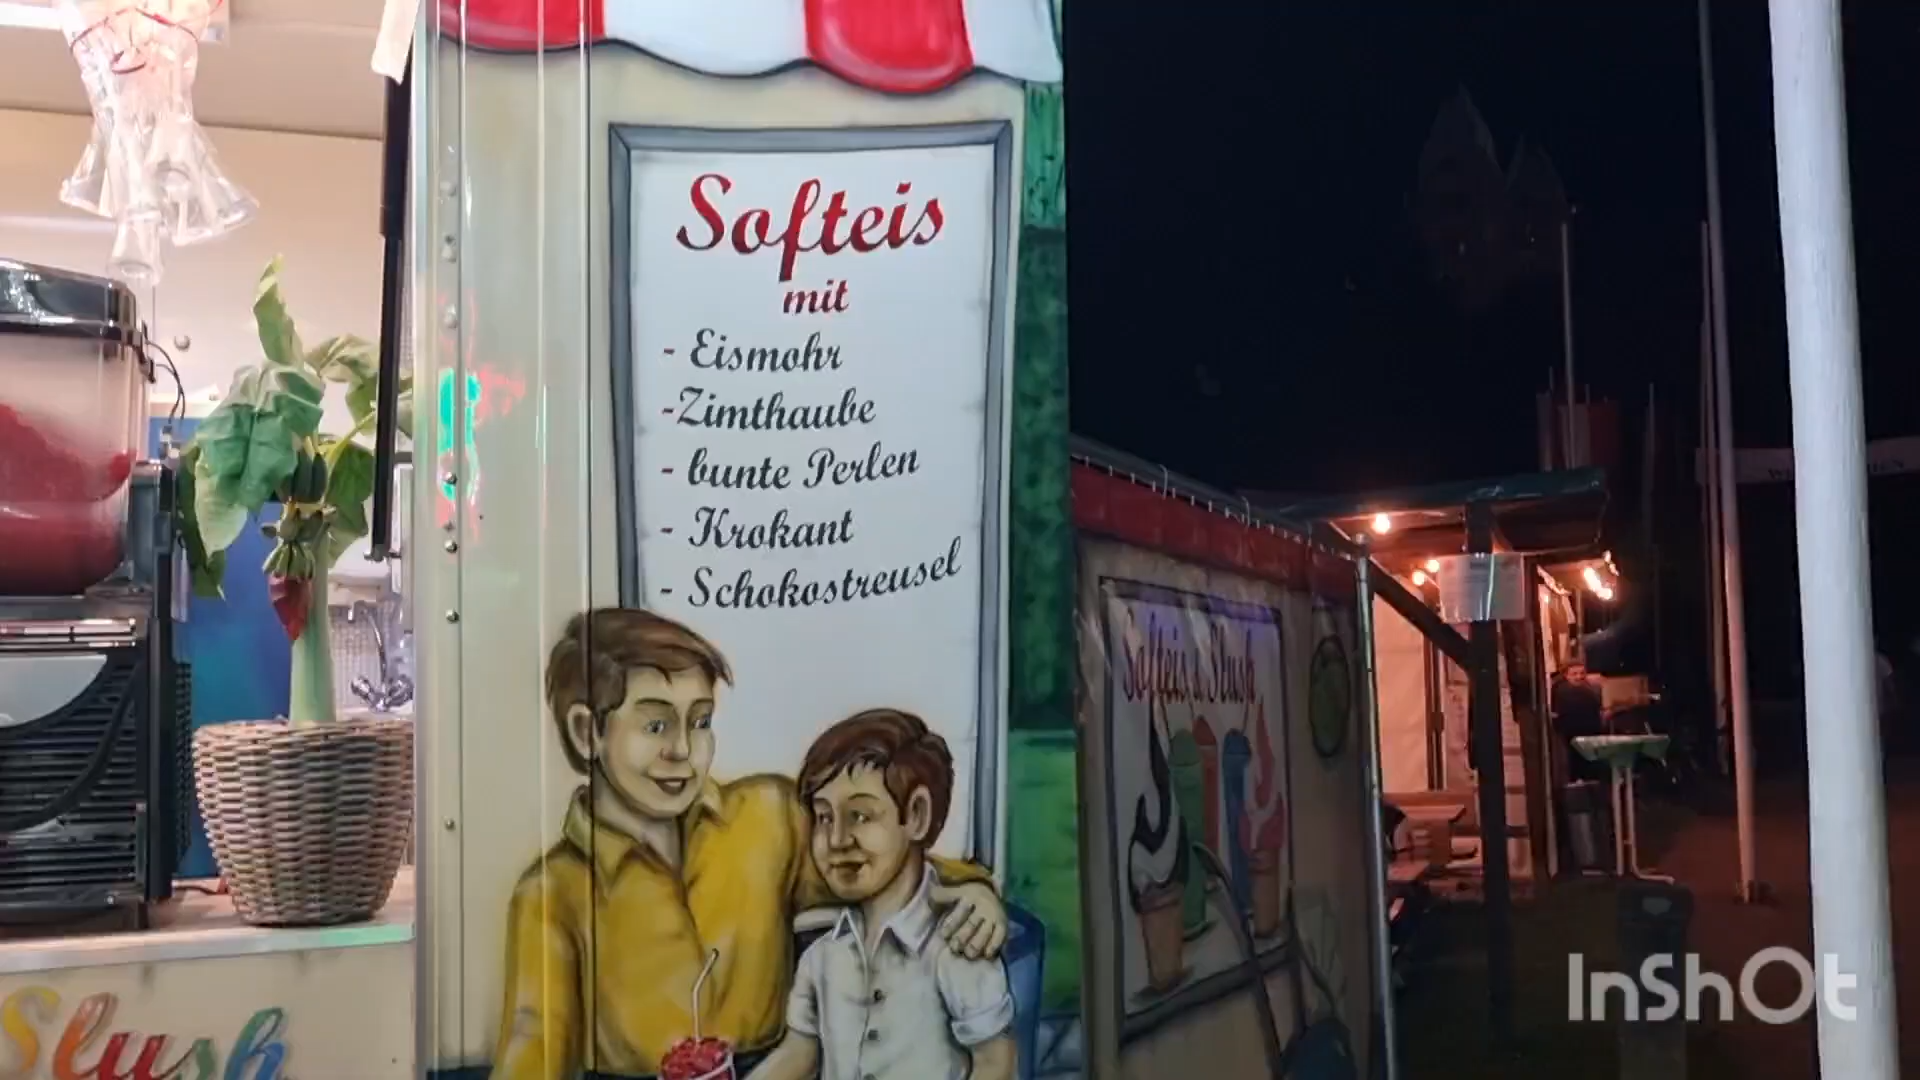 Softeis
mit
- Eismohr
-Zimthaube
- bunte Perlen
- Krokant
- Schokostreusel
Softeis & Slush
Slush
InShOt